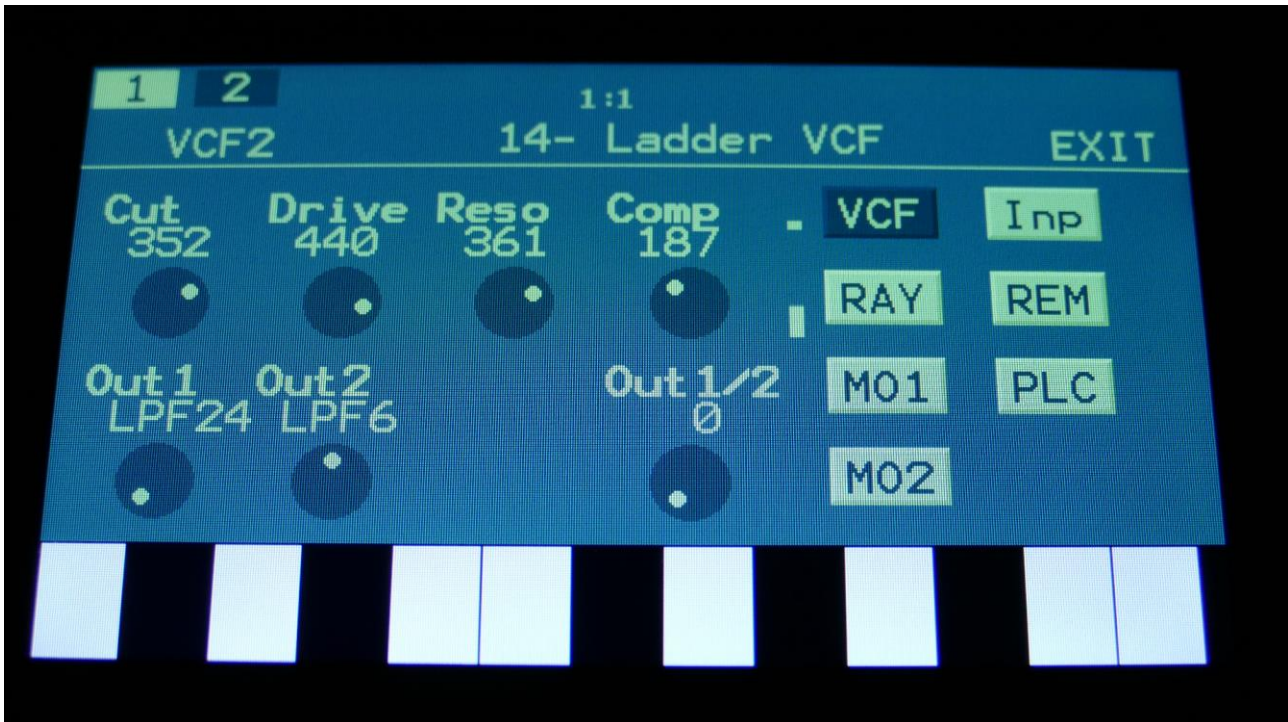 1 2
1:1
VCF2 14- Ladder VCF EXIT
Cut Drive Reso Comp VCF Inp
352 440 361 187
RAY REM
Out1 Out2 Out1/2 MO1 PLC
LPF24 LPF6 0
MO2